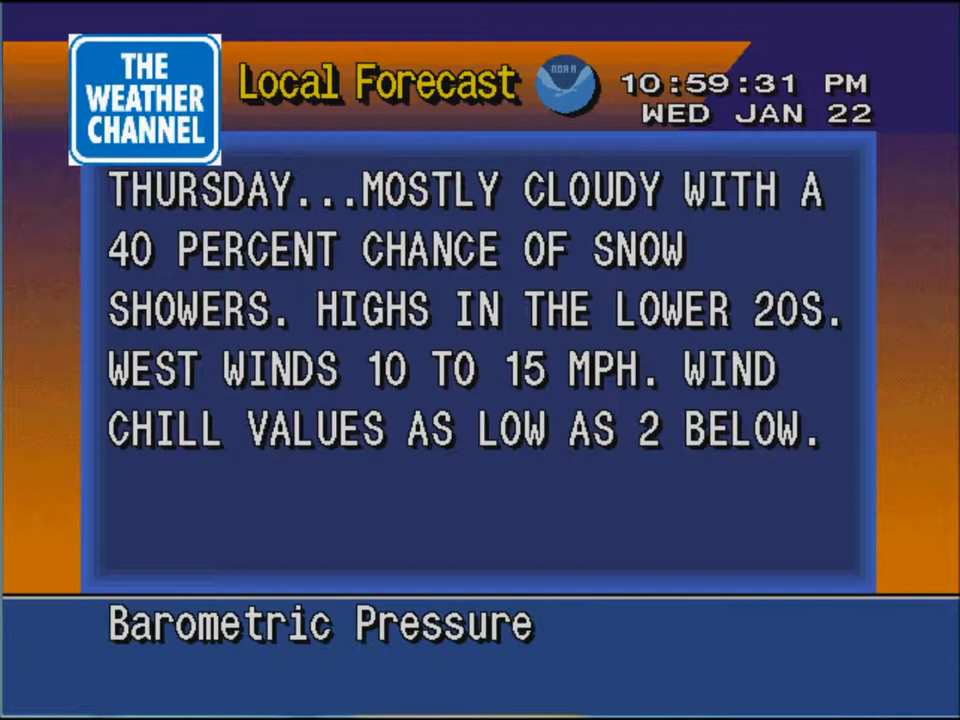 THE
WEATHER
CHANNEL
Local Forecast
NOAA
10:59:31 PM
WED JAN 22
THURSDAY...MOSTLY CLOUDY WITH A
40 PERCENT CHANCE OF SNOW
SHOWERS. HIGHS IN THE LOWER 20S.
WEST WINDS 10 TO 15 MPH. WIND
CHILL VALUES AS LOW AS 2 BELOW.
Barometric Pressure